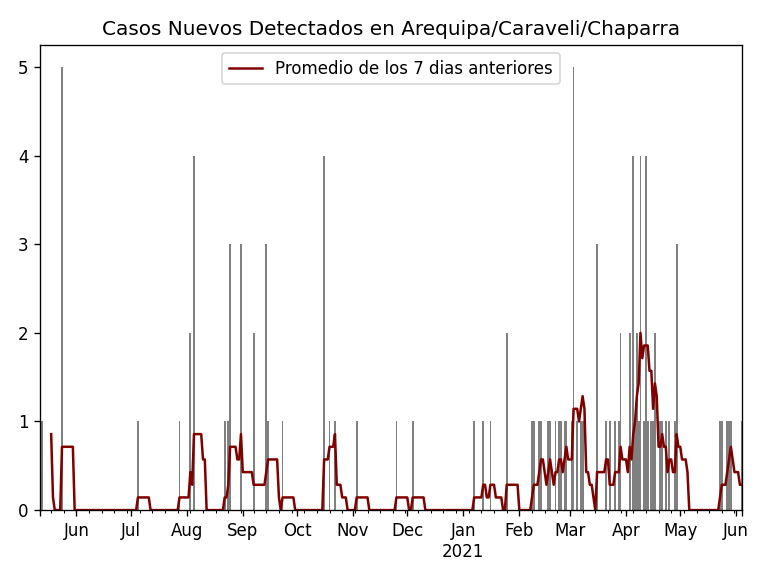 Casos Nuevos Detectados en Arequipa/Caraveli/Chaparra
Promedio de los 7 dias anteriores
5
4
3
2
1
0
Jun Jul Aug Sep Oct Nov Dec Jan Feb Mar Apr May Jun
2021